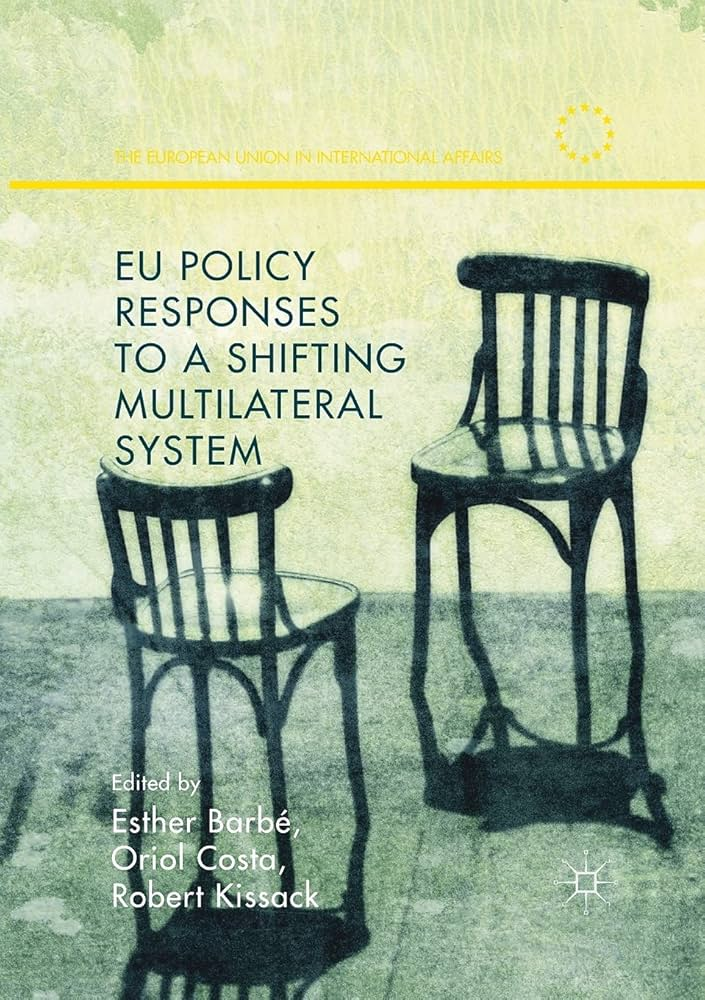 THE EUROPEAN UNION IN INTERNATIONAL AFFAIRS
EU POLICY
RESPONSES
TO A SHIFTING
MULTILATERAL
SYSTEM
Edited by
Esther Barbé,
Oriol Costa,
Robert Kissack